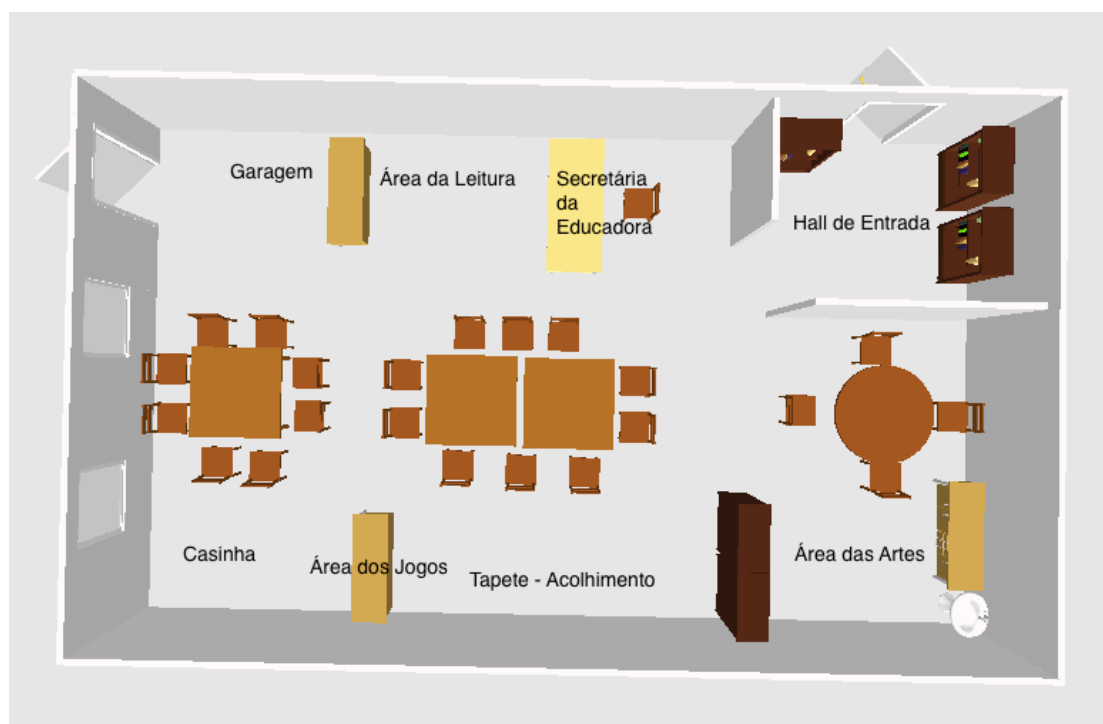 Garagem
Área da Leitura
Secretária
da
Educadora
Hall de Entrada
Casinha
Área dos Jogos
Tapete - Acolhimento
Área das Artes